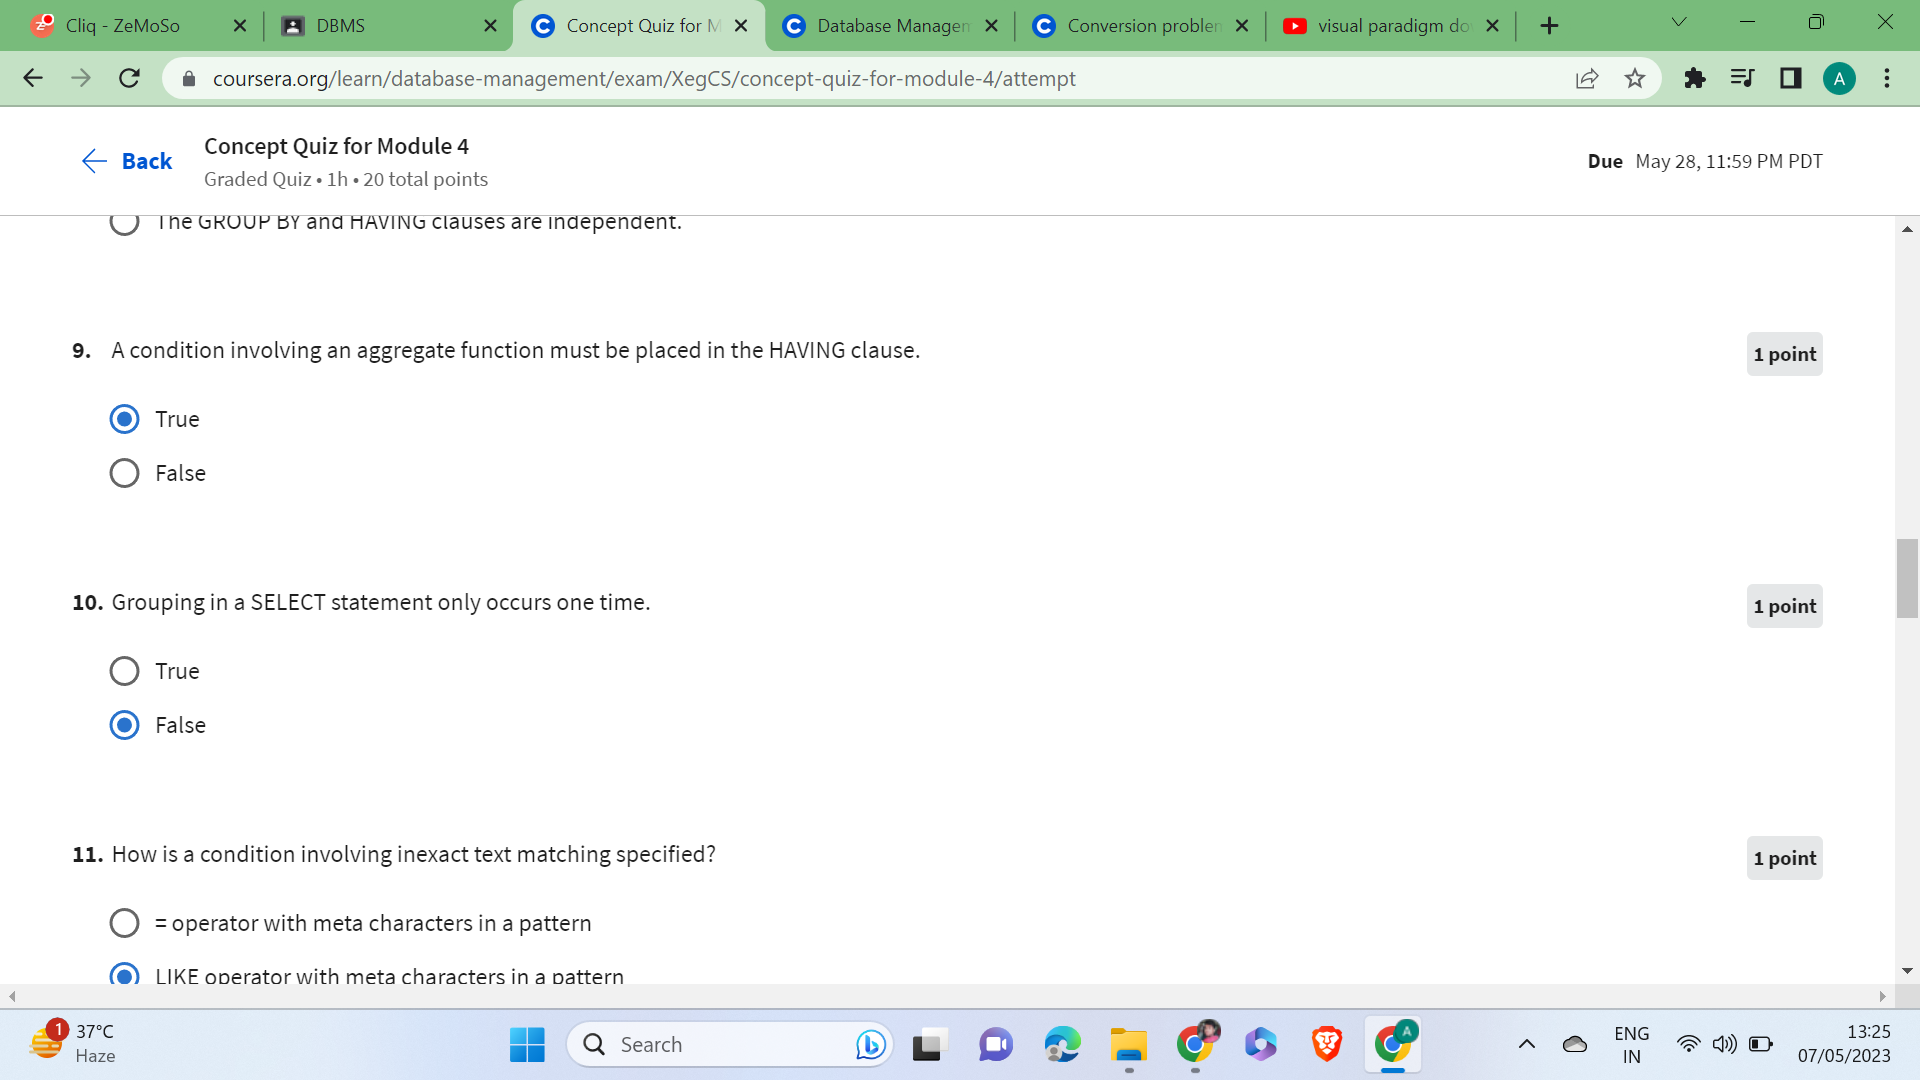 Cliq - ZeMoSo
DBMS
Concept Quiz for M
Database Managem
Conversion problem
visual paradigm do
coursera.org/learn/database-management/exam/XegCS/concept-quiz-for-module-4/attempt
A
Back
Concept Quiz for Module 4
Graded Quiz • 1h • 20 total points
Due May 28, 11:59 PM PDT
The GROUP BY and HAVING clauses are independent.
9. A condition involving an aggregate function must be placed in the HAVING clause.
1 point
True
False
10. Grouping in a SELECT statement only occurs one time.
1 point
True
False
11. How is a condition involving inexact text matching specified?
1 point
= operator with meta characters in a pattern
LIKE operator with meta characters in a pattern
1
37°C
Haze
Search
A
ENG
IN
13:25
07/05/2023